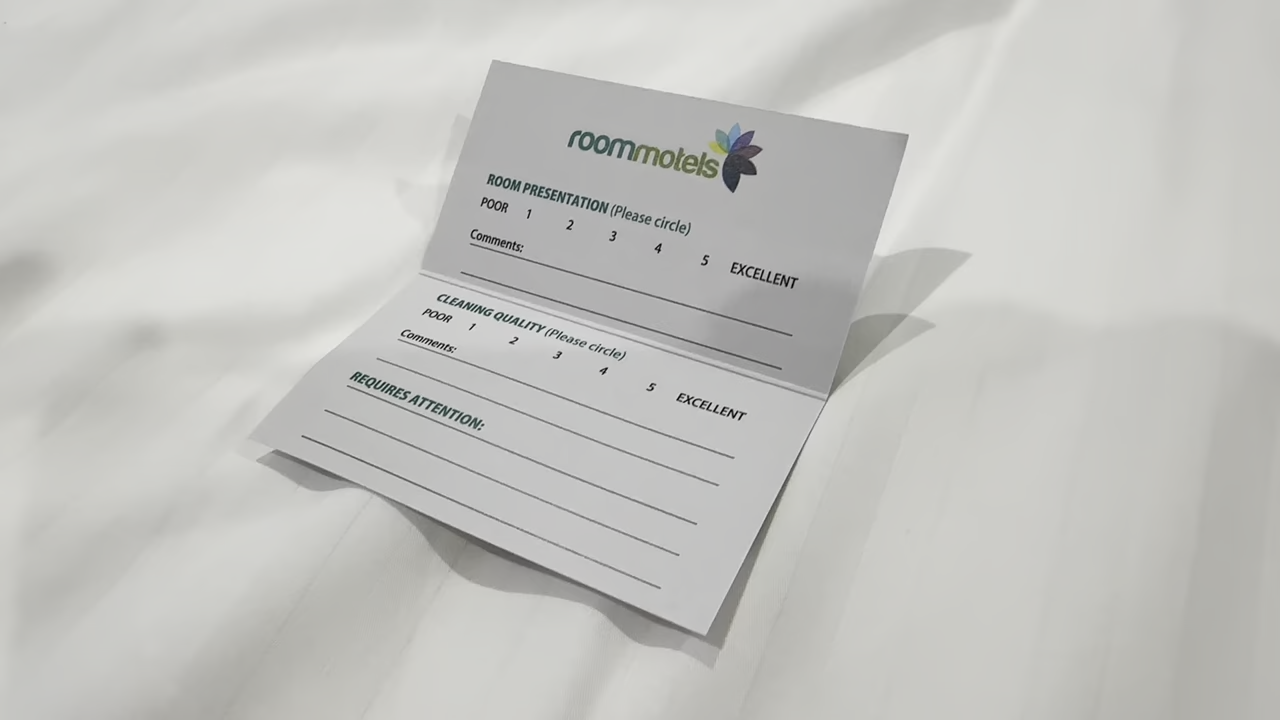 roommotels
ROOM PRESENTATION (Please circle)
POOR 1 2 3 4 5 EXCELLENT
Comments:
CLEANING QUALITY (Please circle)
POOR 1 2 3 4 5 EXCELLENT
Comments:
REQUIRES ATTENTION: